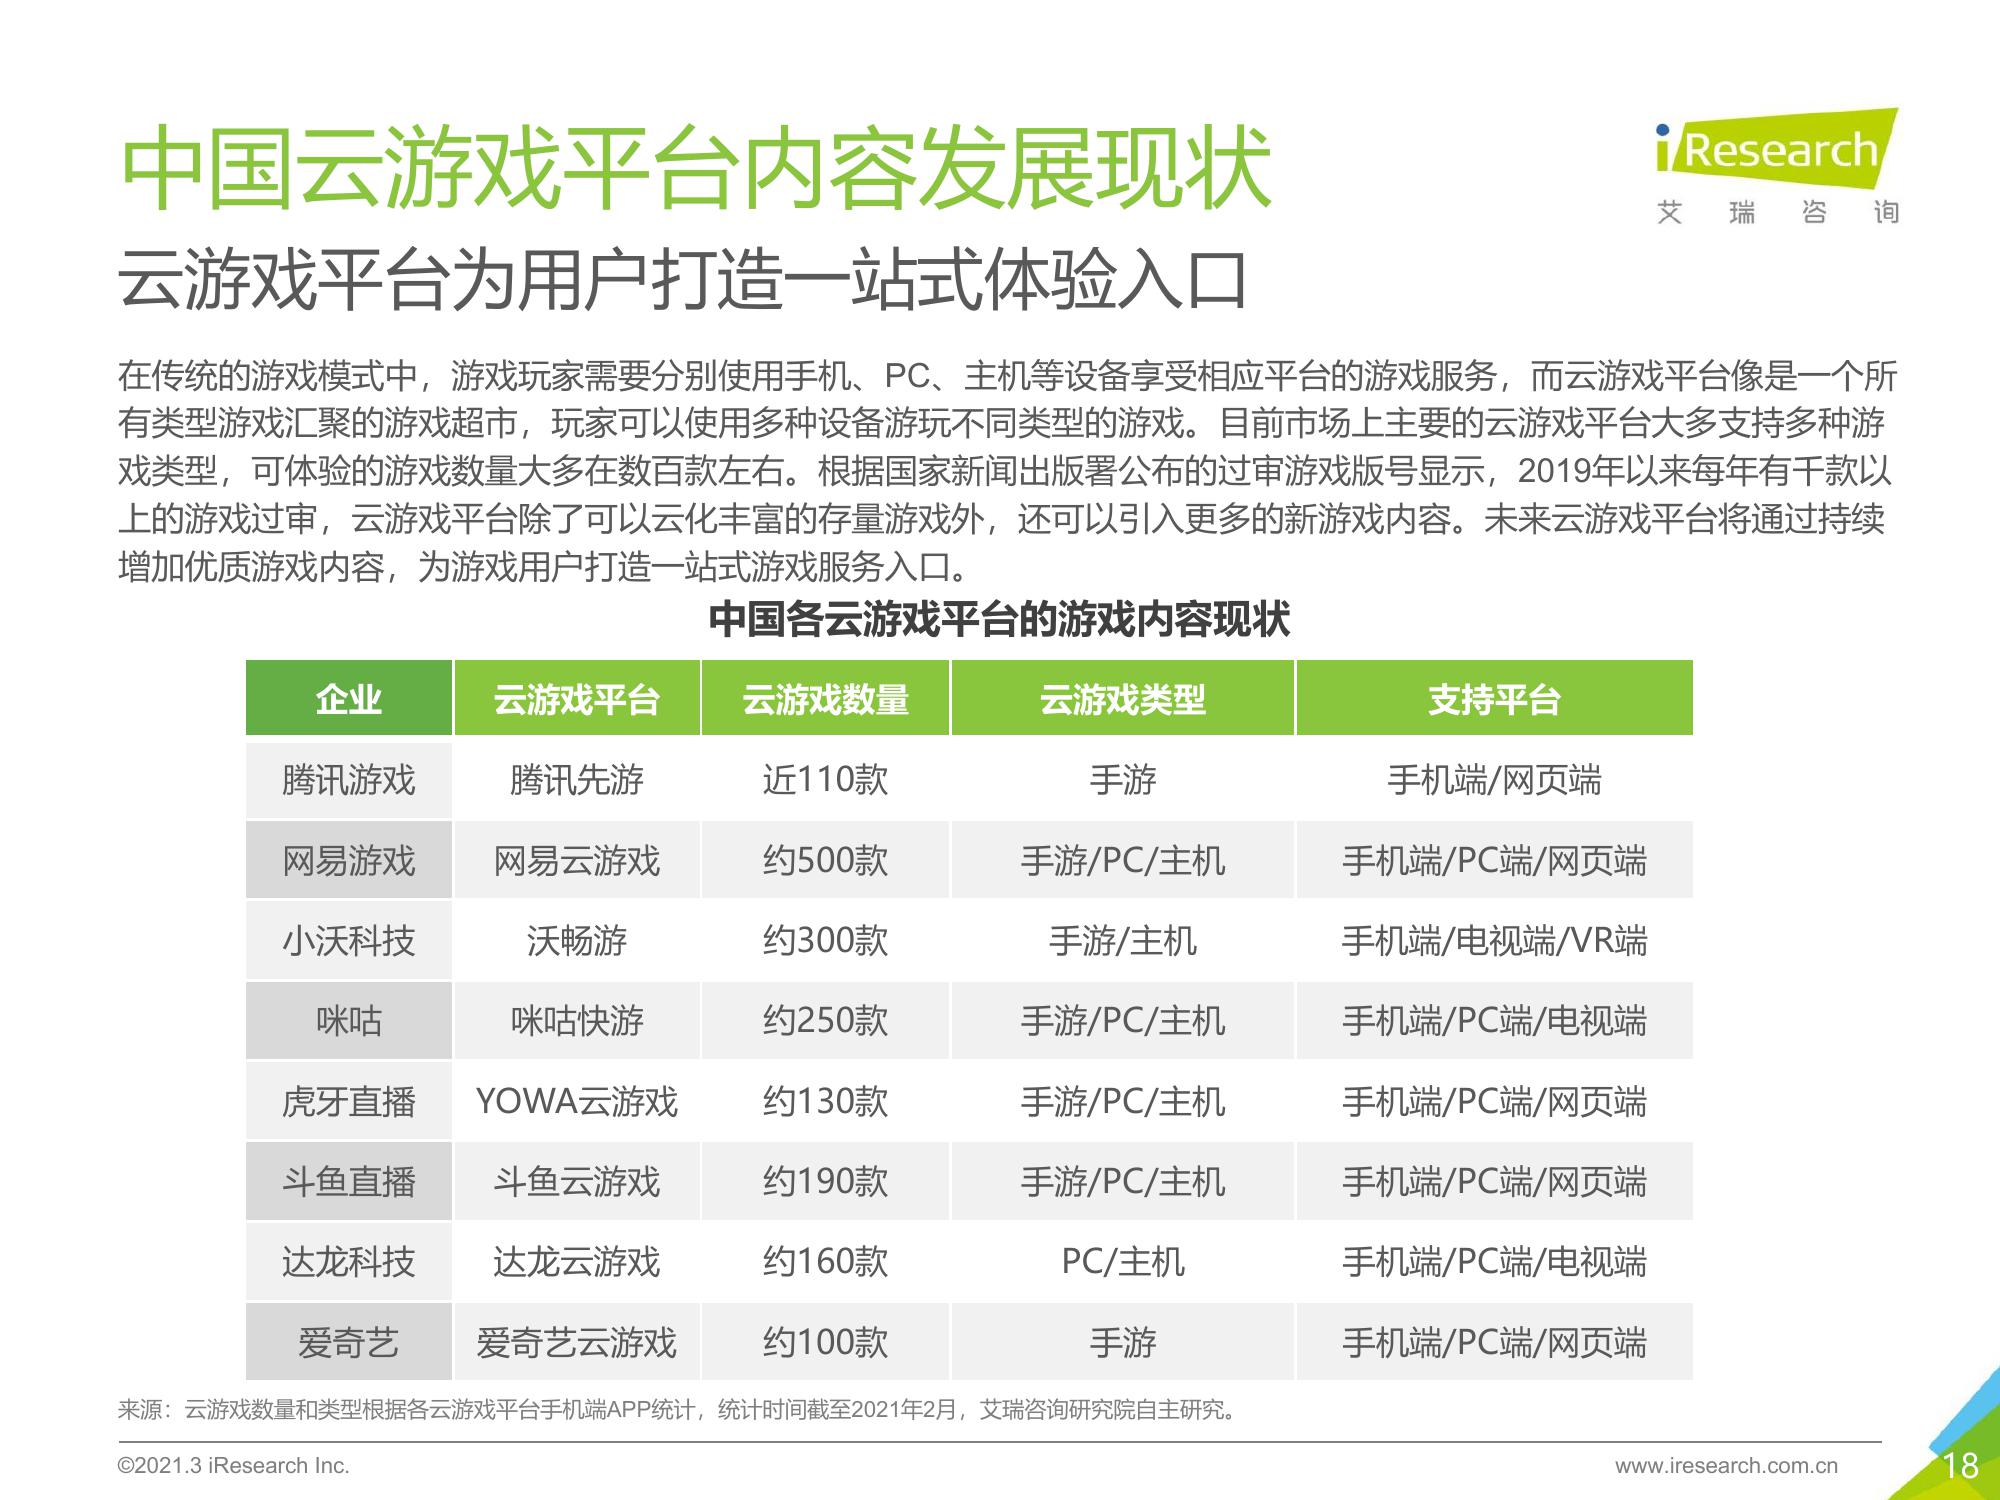 中国云游戏平台内容发展现状
iResearch
艾瑞咨询
云游戏平台为用户打造一站式体验入口
在传统的游戏模式中，游戏玩家需要分别使用手机、PC、主机等设备享受相应平台的游戏服务，而云游戏平台像是一个所
有类型游戏汇聚的游戏超市，玩家可以使用多种设备游玩不同类型的游戏。目前市场上主要的云游戏平台大多支持多种游
戏类型，可体验的游戏数量大多在数百款左右。根据国家新闻出版署公布的过审游戏版号显示，2019年以来每年有千款以
上的游戏过审，云游戏平台除了可以云化丰富的存量游戏外，还可以引入更多的新游戏内容。未来云游戏平台将通过持续
增加优质游戏内容，为游戏用户打造一站式游戏服务入口。
中国各云游戏平台的游戏内容现状
企业 云游戏平台 云游戏数量 云游戏类型 支持平台
腾讯游戏 腾讯先游 近110款 手游 手机端/网页端
网易游戏 网易云游戏 约500款 手游/PC/主机 手机端/PC端/网页端
小沃科技 沃畅游 约300款 手游/主机 手机端/电视端/VR端
咪咕 咪咕快游 约250款 手游/PC/主机 手机端/PC端/电视端
虎牙直播 YOWA云游戏 约130款 手游/PC/主机 手机端/PC端/网页端
斗鱼直播 斗鱼云游戏 约190款 手游/PC/主机 手机端/PC端/网页端
达龙科技 达龙云游戏 约160款 PC/主机 手机端/PC端/电视端
爱奇艺 爱奇艺云游戏 约100款 手游 手机端/PC端/网页端
来源：云游戏数量和类型根据各云游戏平台手机端APP统计，统计时间截至2021年2月，艾瑞咨询研究院自主研究。
©2021.3 iResearch Inc.
www.iresearch.com.cn
18